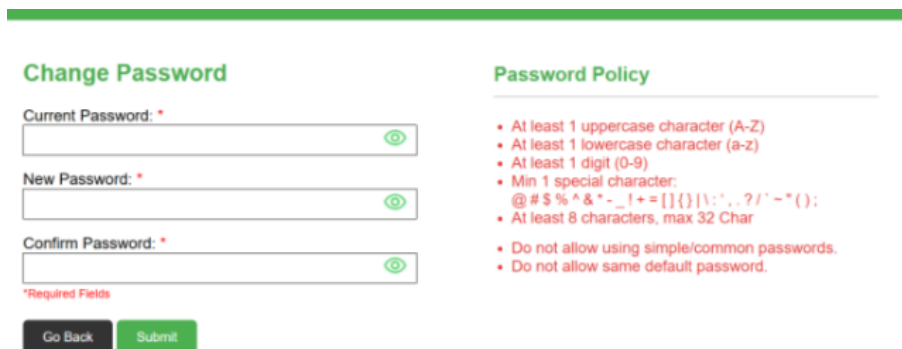 Change Password
Current Password: *
New Password: *
Confirm Password: *
*Required Fields
Go Back
Submit
Password Policy
• At least 1 uppercase character (A-Z)
• At least 1 lowercase character (a-z)
• At least 1 digit (0-9)
• Min 1 special character:
@ # $ % ^ & * - _ ! + = [ ] { } | \ : ' , . ? / ` ~ " ( ) ;
• At least 8 characters, max 32 Char
• Do not allow using simple/common passwords.
• Do not allow same default password.